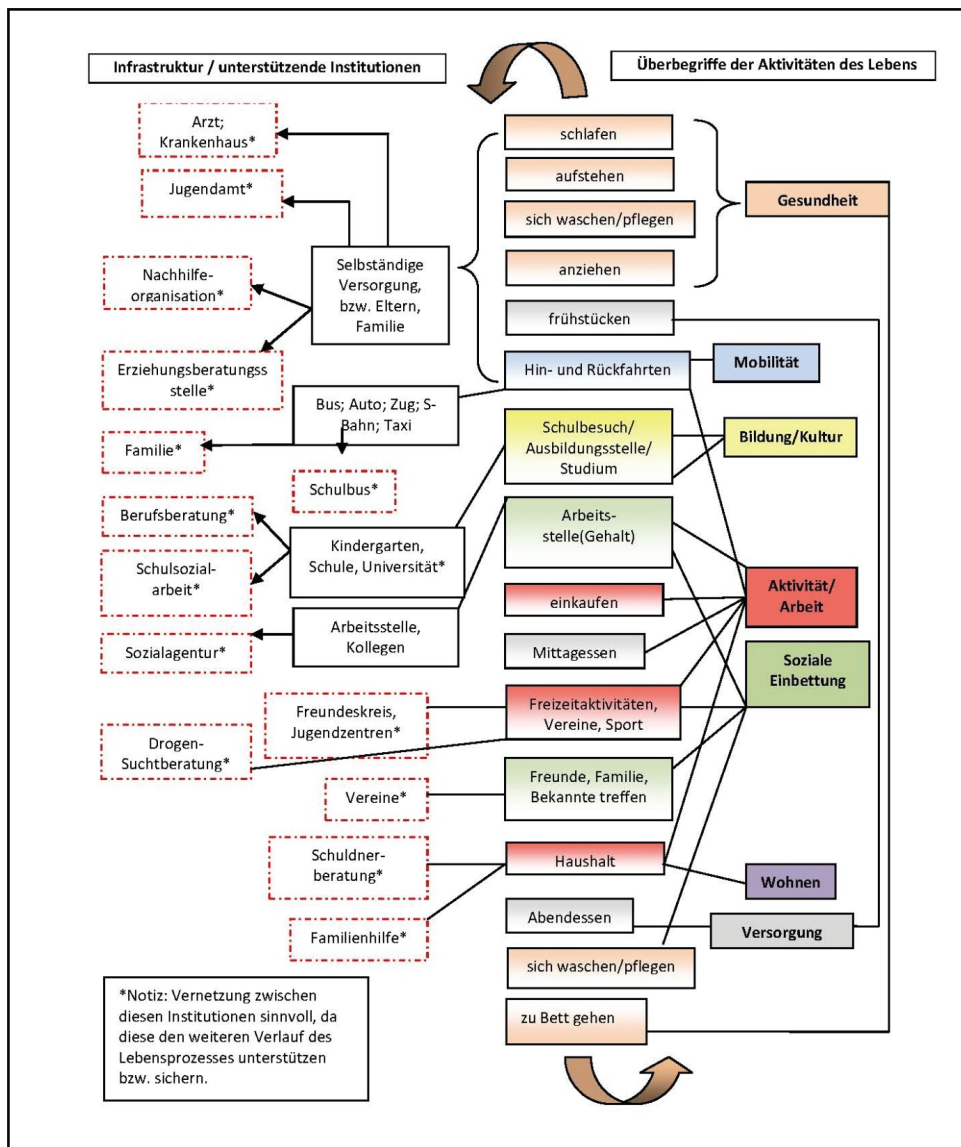 Infrastruktur / unterstützende Institutionen
Überbegriffe der Aktivitäten des Lebens
Arzt;
Krankenhaus*
Jugendamt*
Nachhilfe-
organisation*
Erziehungsberatungss
stelle*
Familie*
Schulbus*
Berufsberatung*
Schulsozial-
arbeit*
Sozialagentur*
Freundeskreis,
Jugendzentren*
Drogen-
Suchtberatung*
Vereine*
Schuldner-
beratung*
Familienhilfe*
Selbständige
Versorgung,
bzw. Eltern,
Familie
Bus; Auto; Zug; S-
Bahn; Taxi
Kindergarten,
Schule, Universität*
Arbeitsstelle,
Kollegen
schlafen
aufstehen
sich waschen/pflegen
anziehen
frühstücken
Hin- und Rückfahrten
Schulbesuch/
Ausbildungsstelle/
Studium
Arbeits-
stelle(Gehalt)
einkaufen
Mittagessen
Freizeitaktivitäten,
Vereine, Sport
Freunde, Familie,
Bekannte treffen
Haushalt
Abendessen
sich waschen/pflegen
zu Bett gehen
Gesundheit
Mobilität
Bildung/Kultur
Aktivität/
Arbeit
Soziale
Einbettung
Wohnen
Versorgung
*Notiz: Vernetzung zwischen
diesen Institutionen sinnvoll, da
diese den weiteren Verlauf des
Lebensprozesses unterstützen
bzw. sichern.